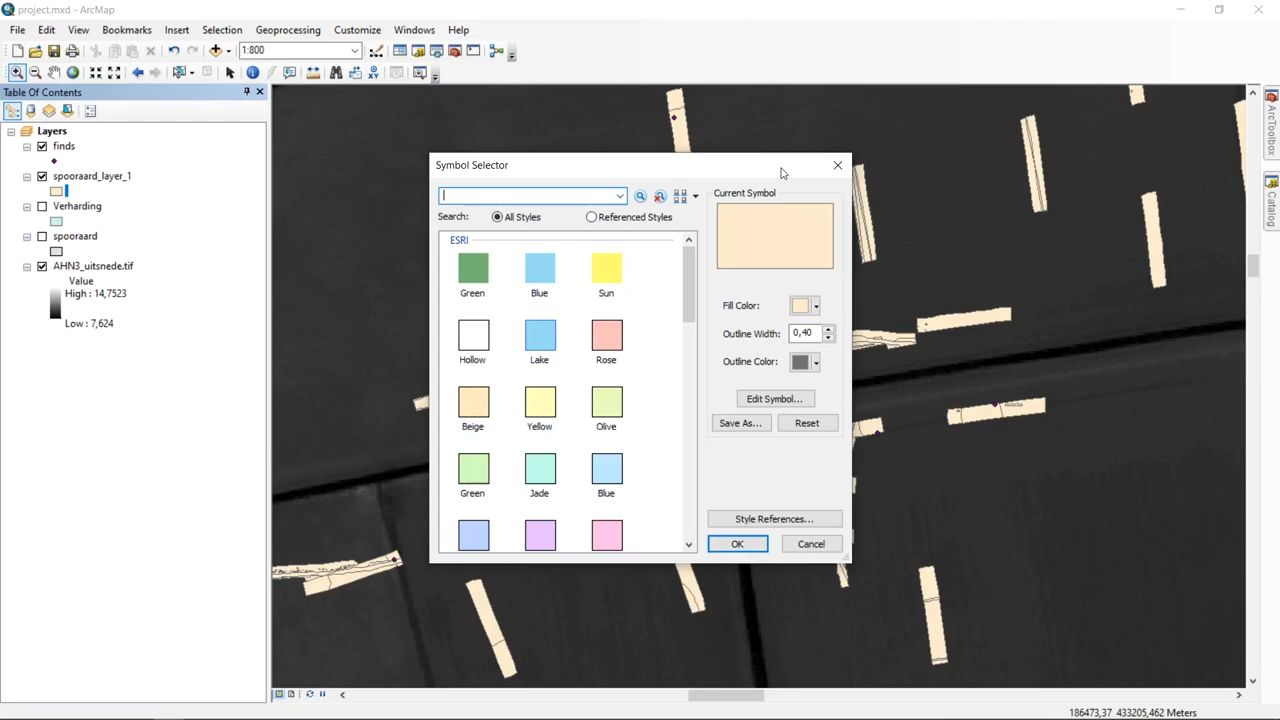 project.mxd - ArcMap
File Edit View Bookmarks Insert Selection Geoprocessing Customize Windows Help
1:800
Table Of Contents
Layers
finds
spooraard_layer_1
Verharding
spooraard
AHN3_uitsnede.tif
Value
High : 14,7523
Low : 7,624
Symbol Selector
Search: All Styles Referenced Styles
ESRI
Green Blue Sun
Hollow Lake Rose
Beige Yellow Olive
Green Jade Blue
Current Symbol
Fill Color:
Outline Width: 0,40
Outline Color:
Edit Symbol...
Save As... Reset
Style References...
OK Cancel
ArcToolbox
Catalog
186473,37 433205,462 Meters